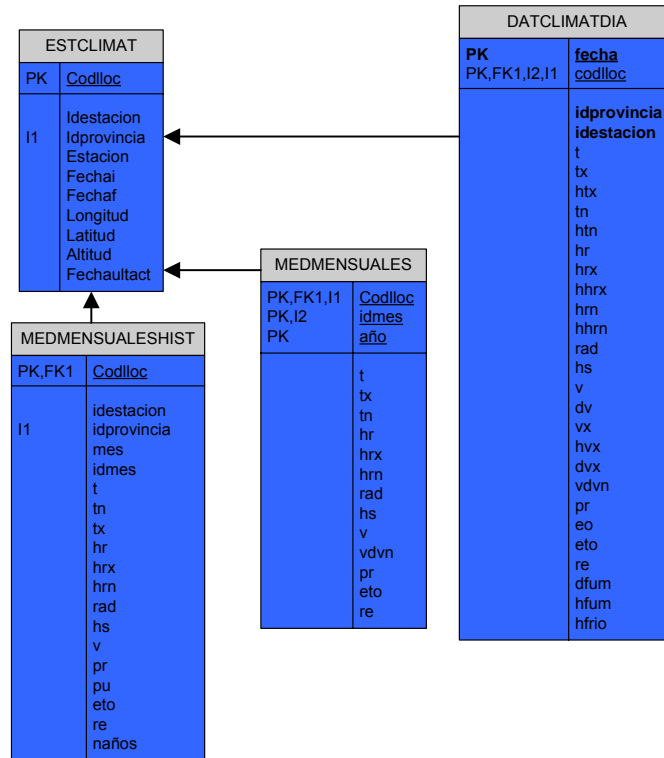 ESTCLIMAT
PK Codlloc
Idestacion
I1 Idprovincia
Estacion
Fechai
Fechaf
Longitud
Latitud
Altitud
Fechaultact
DATCLIMATDIA
PK fecha
PK,FK1,I2,I1 codlloc
idprovincia
idestacion
t
tx
htx
tn
htn
hr
hrx
hhrx
hrn
hhrn
rad
hs
v
dv
vx
hvx
dvx
vdvn
pr
eo
eto
re
dfum
hfum
hfrio
MEDMENSUALES
PK,FK1,I1 Codlloc
PK,I2 idmes
PK año
t
tx
tn
hr
hrx
hrn
rad
hs
v
vdvn
pr
eto
re
MEDMENSUALESHIST
PK,FK1 Codlloc
idestacion
I1 idprovincia
mes
idmes
t
tn
tx
hr
hrx
hrn
rad
hs
v
pr
pu
eto
re
naños